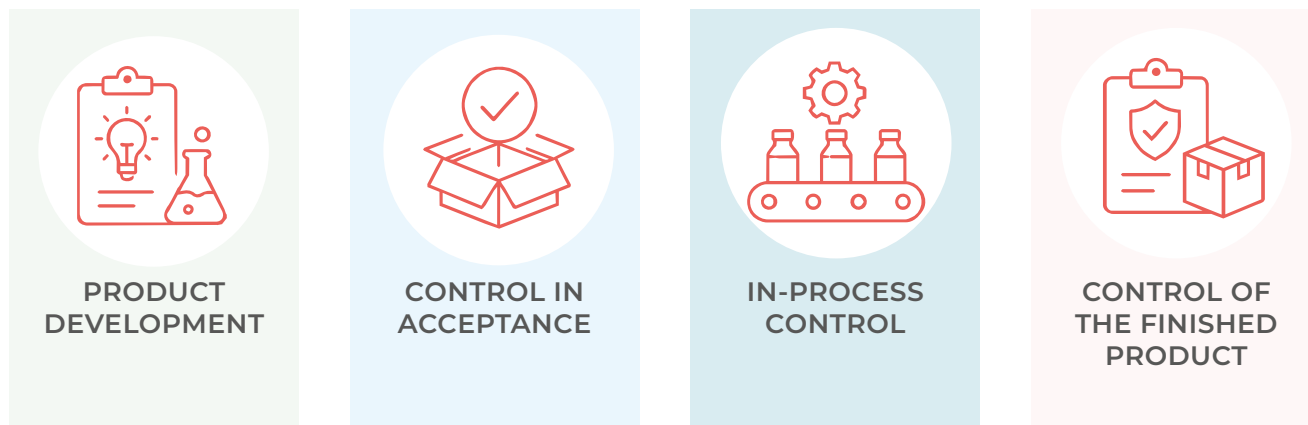 PRODUCT
DEVELOPMENT
CONTROL IN
ACCEPTANCE
IN-PROCESS
CONTROL
CONTROL OF
THE FINISHED
PRODUCT